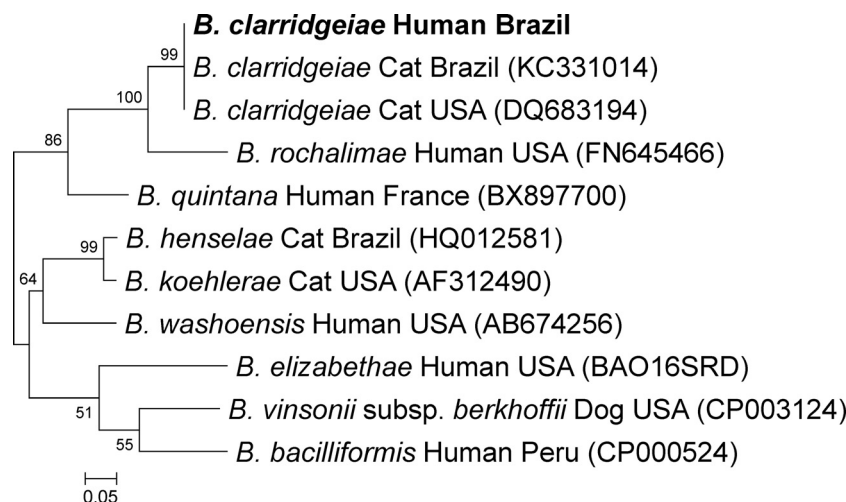 B. clarridgeiae Human Brazil
99
B. clarridgeiae Cat Brazil (KC331014)
B. clarridgeiae Cat USA (DQ683194)
100
86
B. rochalimae Human USA (FN645466)
B. quintana Human France (BX897700)
B. henselae Cat Brazil (HQ012581)
99
B. koehlerae Cat USA (AF312490)
64
B. washoensis Human USA (AB674256)
B. elizabethae Human USA (BAO16SRD)
51
B. vinsonii subsp. berkhoffii Dog USA (CP003124)
55
B. bacilliformis Human Peru (CP000524)
0.05